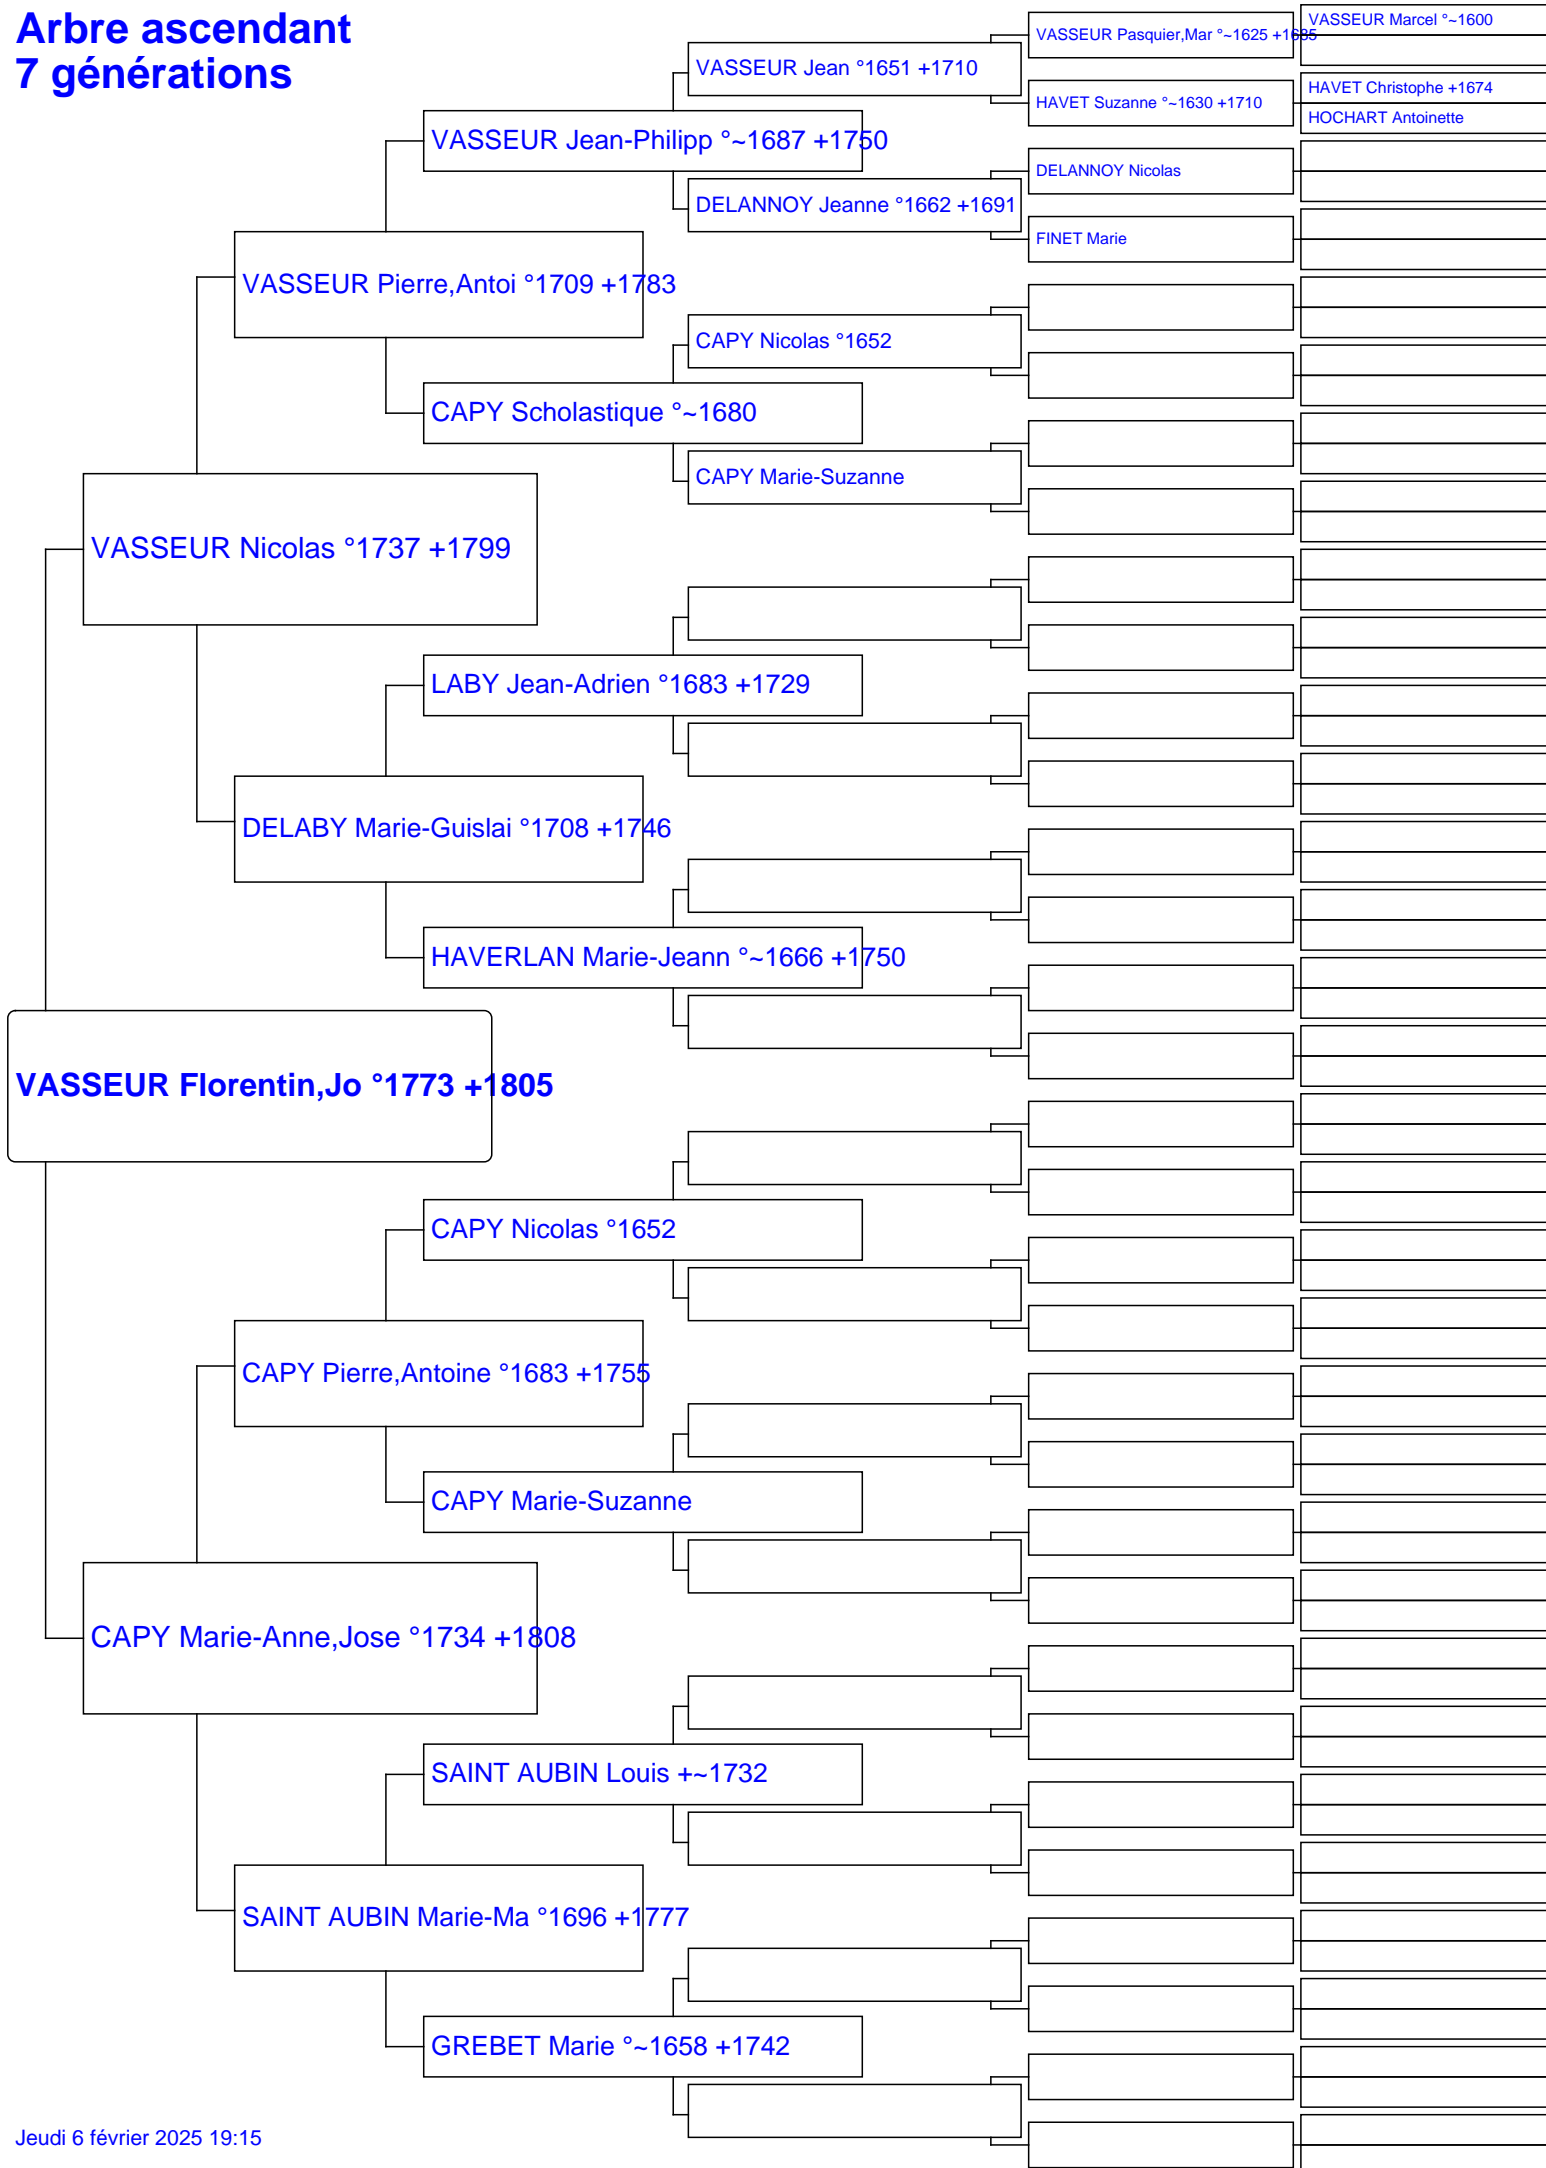 Arbre ascendant
7 générations
VASSEUR Marcel °~1600
VASSEUR Pasquier,Mar °~1625 +1685
VASSEUR Jean °1651 +1710
HAVET Christophe +1674
HAVET Suzanne °~1630 +1710
HOCHART Antoinette
VASSEUR Jean-Philipp °~1687 +1750
DELANNOY Nicolas
DELANNOY Jeanne °1662 +1691
FINET Marie
VASSEUR Pierre,Antoi °1709 +1783
CAPY Nicolas °1652
CAPY Scholastique °~1680
CAPY Marie-Suzanne
VASSEUR Nicolas °1737 +1799
LABY Jean-Adrien °1683 +1729
DELABY Marie-Guislai °1708 +1746
HAVERLAN Marie-Jeann °~1666 +1750
VASSEUR Florentin,Jo °1773 +1805
CAPY Nicolas °1652
CAPY Pierre,Antoine °1683 +1755
CAPY Marie-Suzanne
CAPY Marie-Anne,Jose °1734 +1808
SAINT AUBIN Louis +~1732
SAINT AUBIN Marie-Ma °1696 +1777
GREBET Marie °~1658 +1742
Jeudi 6 février 2025 19:15